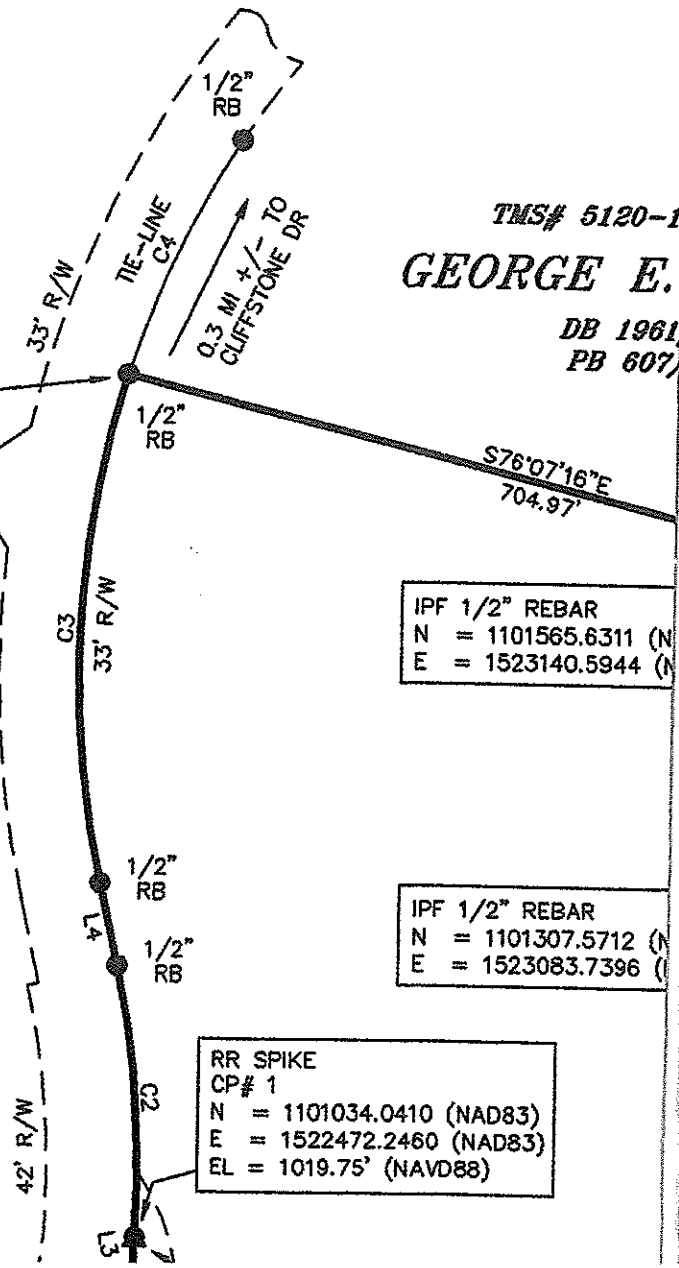 1/2"
RB
TIE-LINE
C4
0.3 MI +/- TO
CLIFFSTONE DR
33' R/W
TMS# 5120-1
GEORGE E.
DB 1961
PB 607/
1/2"
RB
S76°07'16"E
704.97'
C3
33' R/W
IPF 1/2" REBAR
N = 1101565.6311 (N
E = 1523140.5944 (N
1/2"
RB
L4
1/2"
RB
IPF 1/2" REBAR
N = 1101307.5712 (N
E = 1523083.7396 (
C2
42' R/W
RR SPIKE
CP# 1
N = 1101034.0410 (NAD83)
E = 1522472.2460 (NAD83)
EL = 1019.75' (NAVD88)
L3